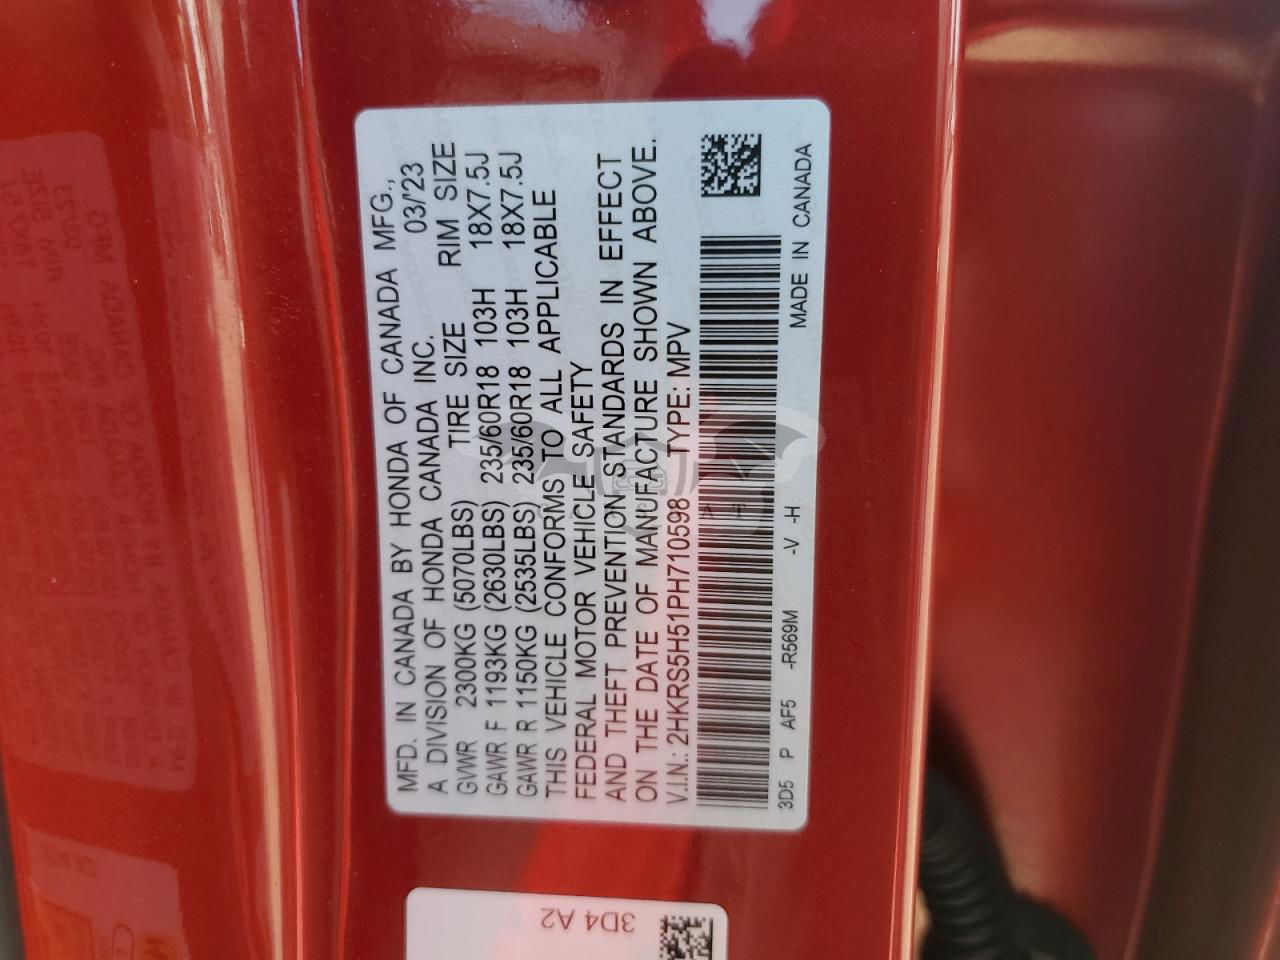 MFD. IN CANADA BY HONDA OF CANADA MFG.,
A DIVISION OF HONDA CANADA INC. 03/'23
GVWR 2300KG (5070LBS) TIRE SIZE RIM SIZE
GAWR F 1193KG (2630LBS) 235/60R18 103H 18X7.5J
GAWR R 1150KG (2535LBS) 235/60R18 103H 18X7.5J
THIS VEHICLE CONFORMS TO ALL APPLICABLE
FEDERAL MOTOR VEHICLE SAFETY
AND THEFT PREVENTION STANDARDS IN EFFECT
ON THE DATE OF MANUFACTURE SHOWN ABOVE.
V.I.N.: 2HKRS5H51PH710598 TYPE: MPV
3D5 P AF5 -R569M -V -H MADE IN CANADA
3D4 A2